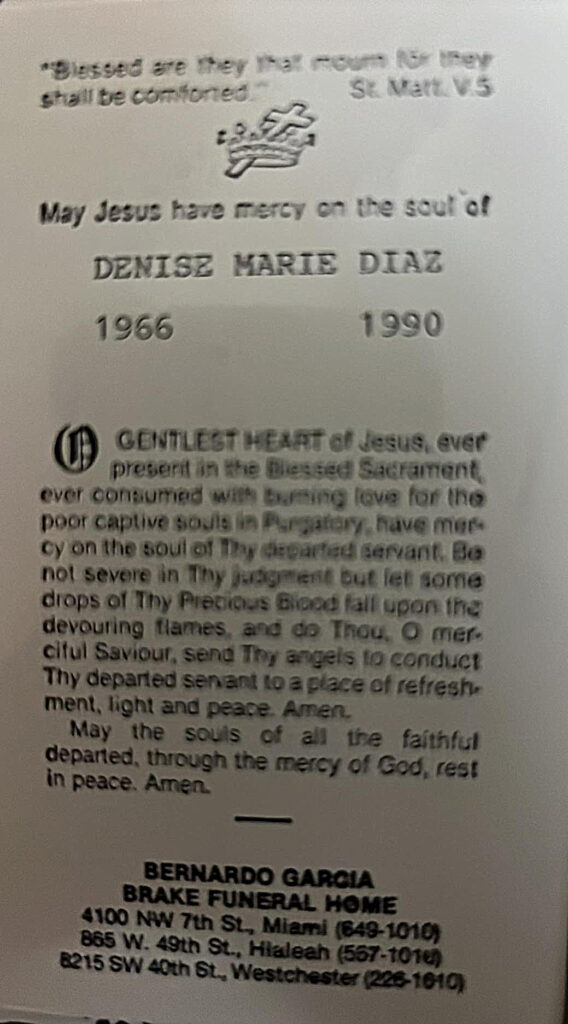 "Blessed are they that mourn for they
shall be comforted." St. Matt. V.5
May Jesus have mercy on the soul of
DENISE MARIE DIAZ
1966 1990
O GENTLEST HEART of Jesus, ever
present in the Blessed Sacrament,
ever consumed with burning love for the
poor captive souls in Purgatory, have mer-
cy on the soul of Thy departed servant. Be
not severe in Thy judgment but let some
drops of Thy Precious Blood fall upon the
devouring flames, and do Thou, O mer-
ciful Saviour, send Thy angels to conduct
Thy departed servant to a place of refresh-
ment, light and peace. Amen.
May the souls of all the faithful
departed, through the mercy of God, rest
in peace. Amen.
BERNARDO GARCIA
BRAKE FUNERAL HOME
4100 NW 7th St., Miami (649-1010)
865 W. 49th St., Hialeah (557-1010)
8215 SW 40th St., Westchester (226-1010)